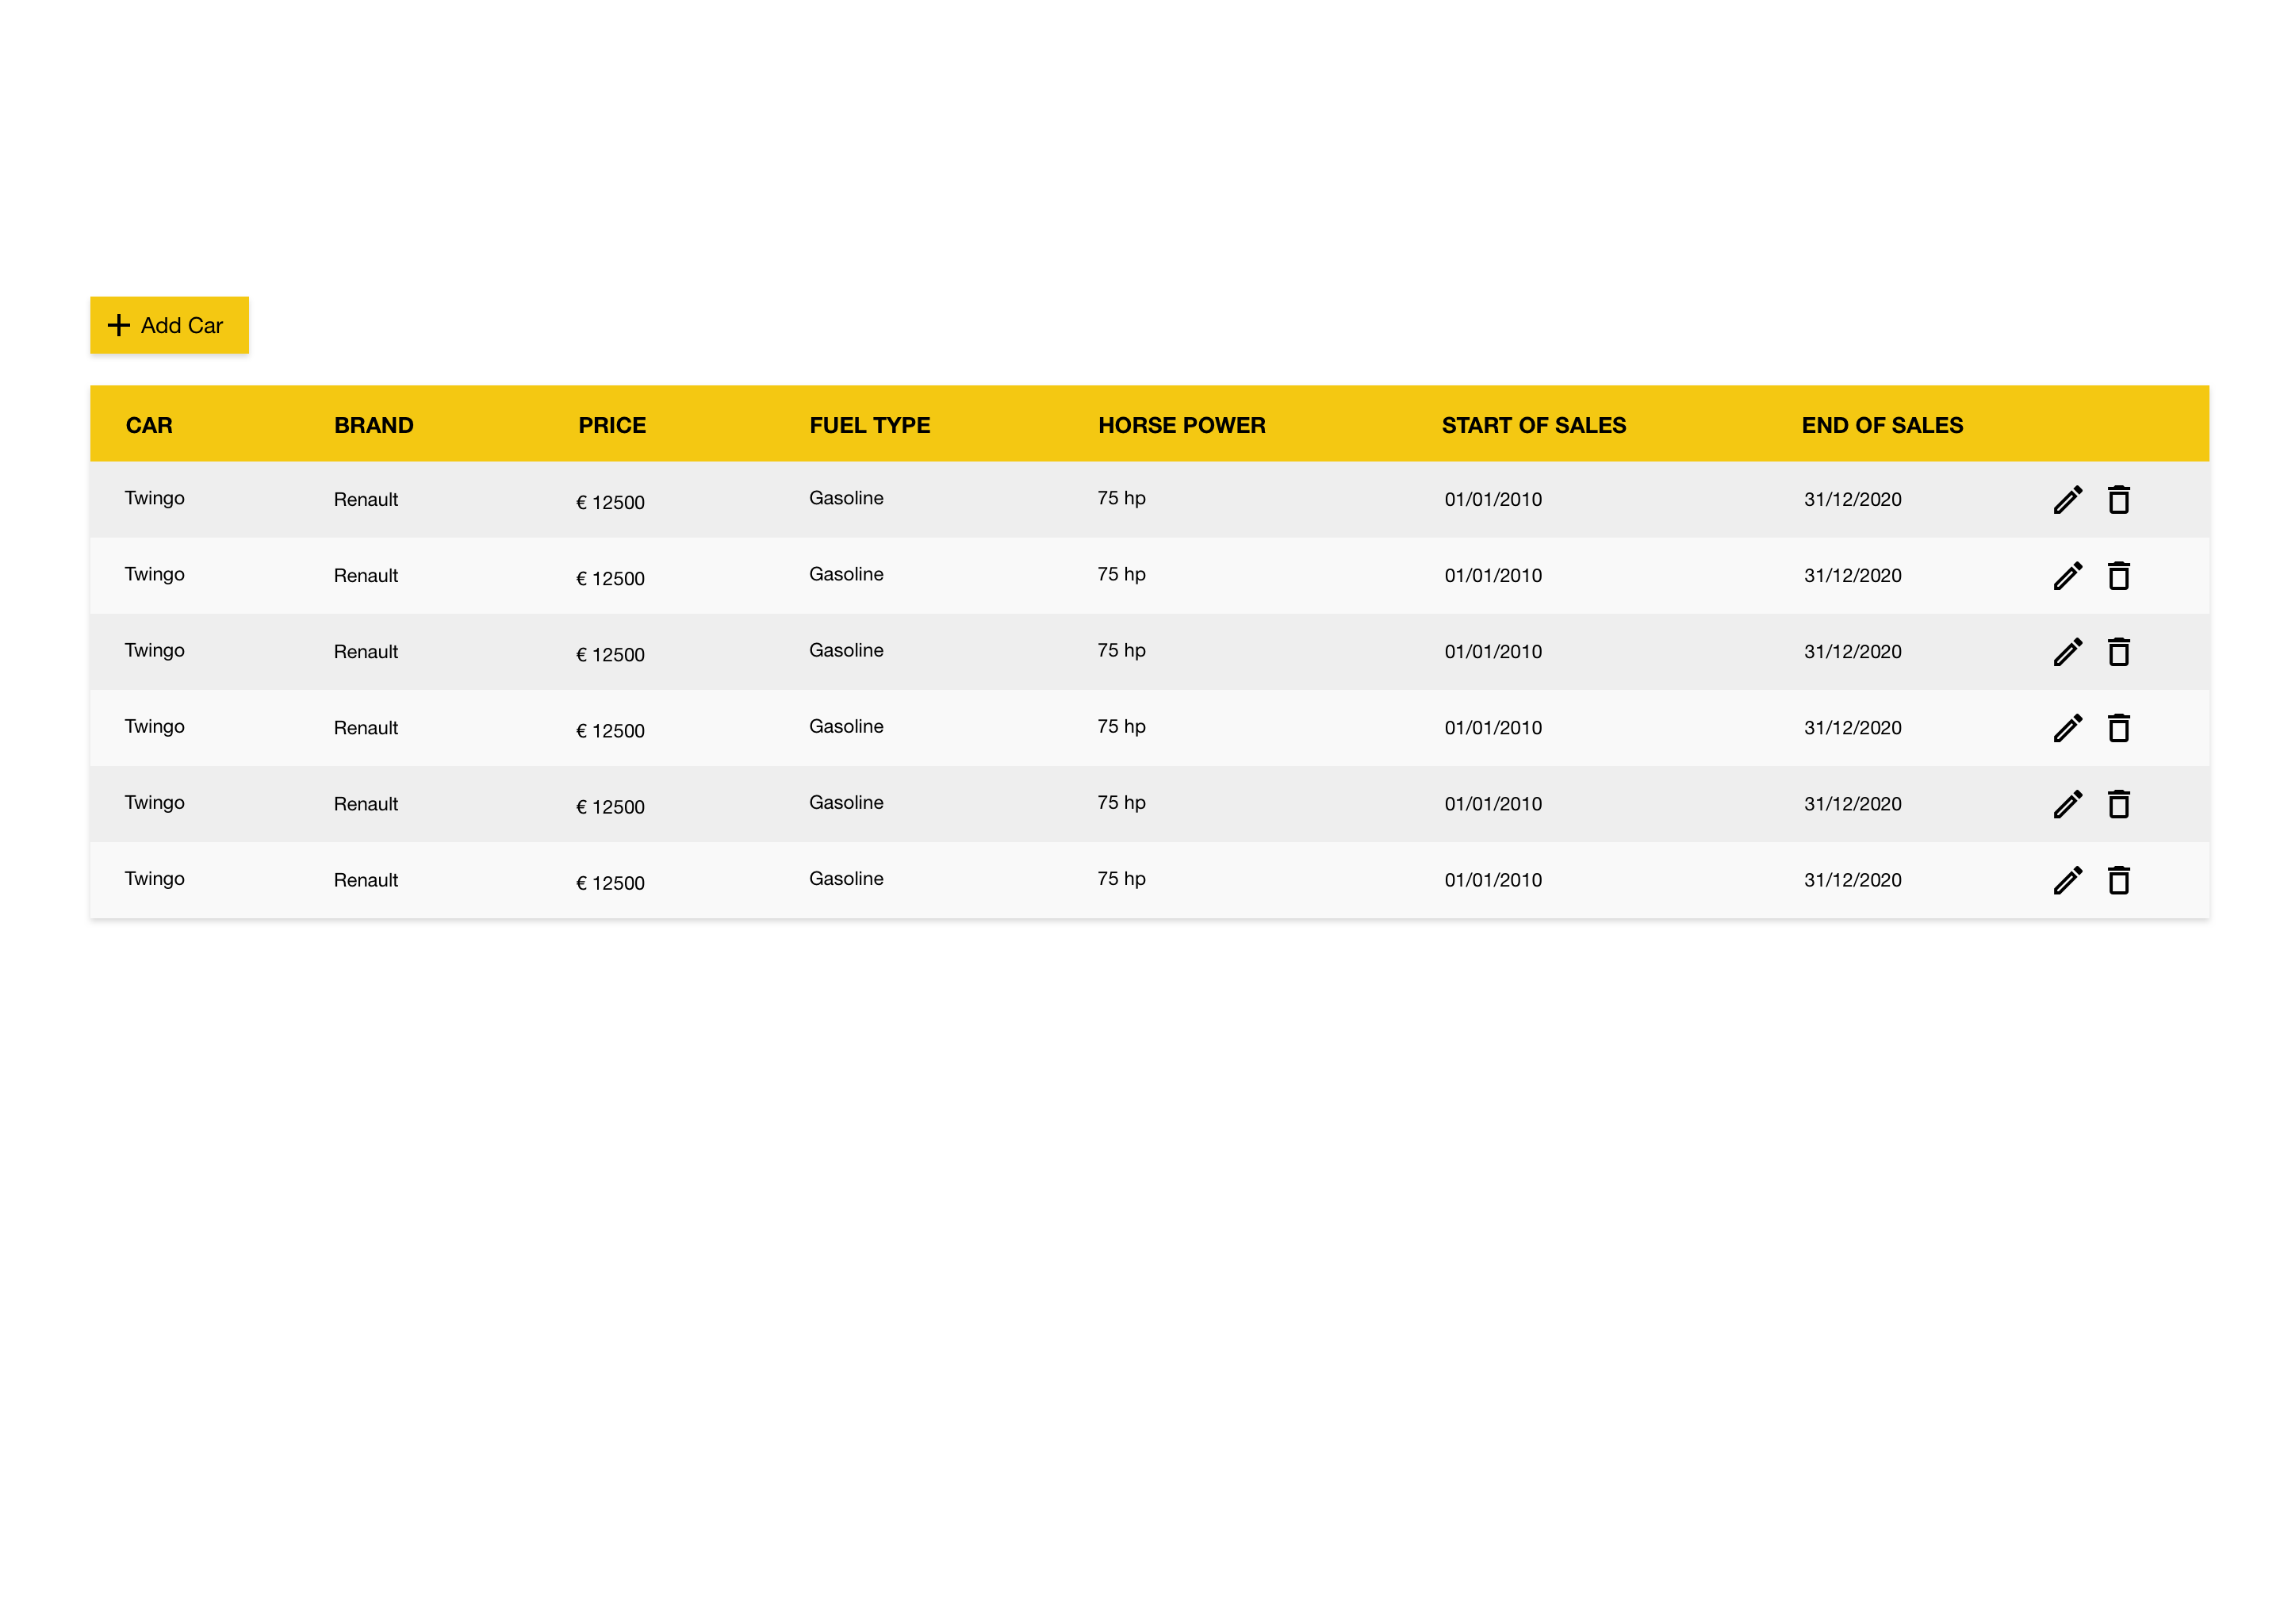 Add Car
CAR BRAND PRICE FUEL TYPE HORSE POWER START OF SALES END OF SALES
Twingo Renault € 12500 Gasoline 75 hp 01/01/2010 31/12/2020
Twingo Renault € 12500 Gasoline 75 hp 01/01/2010 31/12/2020
Twingo Renault € 12500 Gasoline 75 hp 01/01/2010 31/12/2020
Twingo Renault € 12500 Gasoline 75 hp 01/01/2010 31/12/2020
Twingo Renault € 12500 Gasoline 75 hp 01/01/2010 31/12/2020
Twingo Renault € 12500 Gasoline 75 hp 01/01/2010 31/12/2020